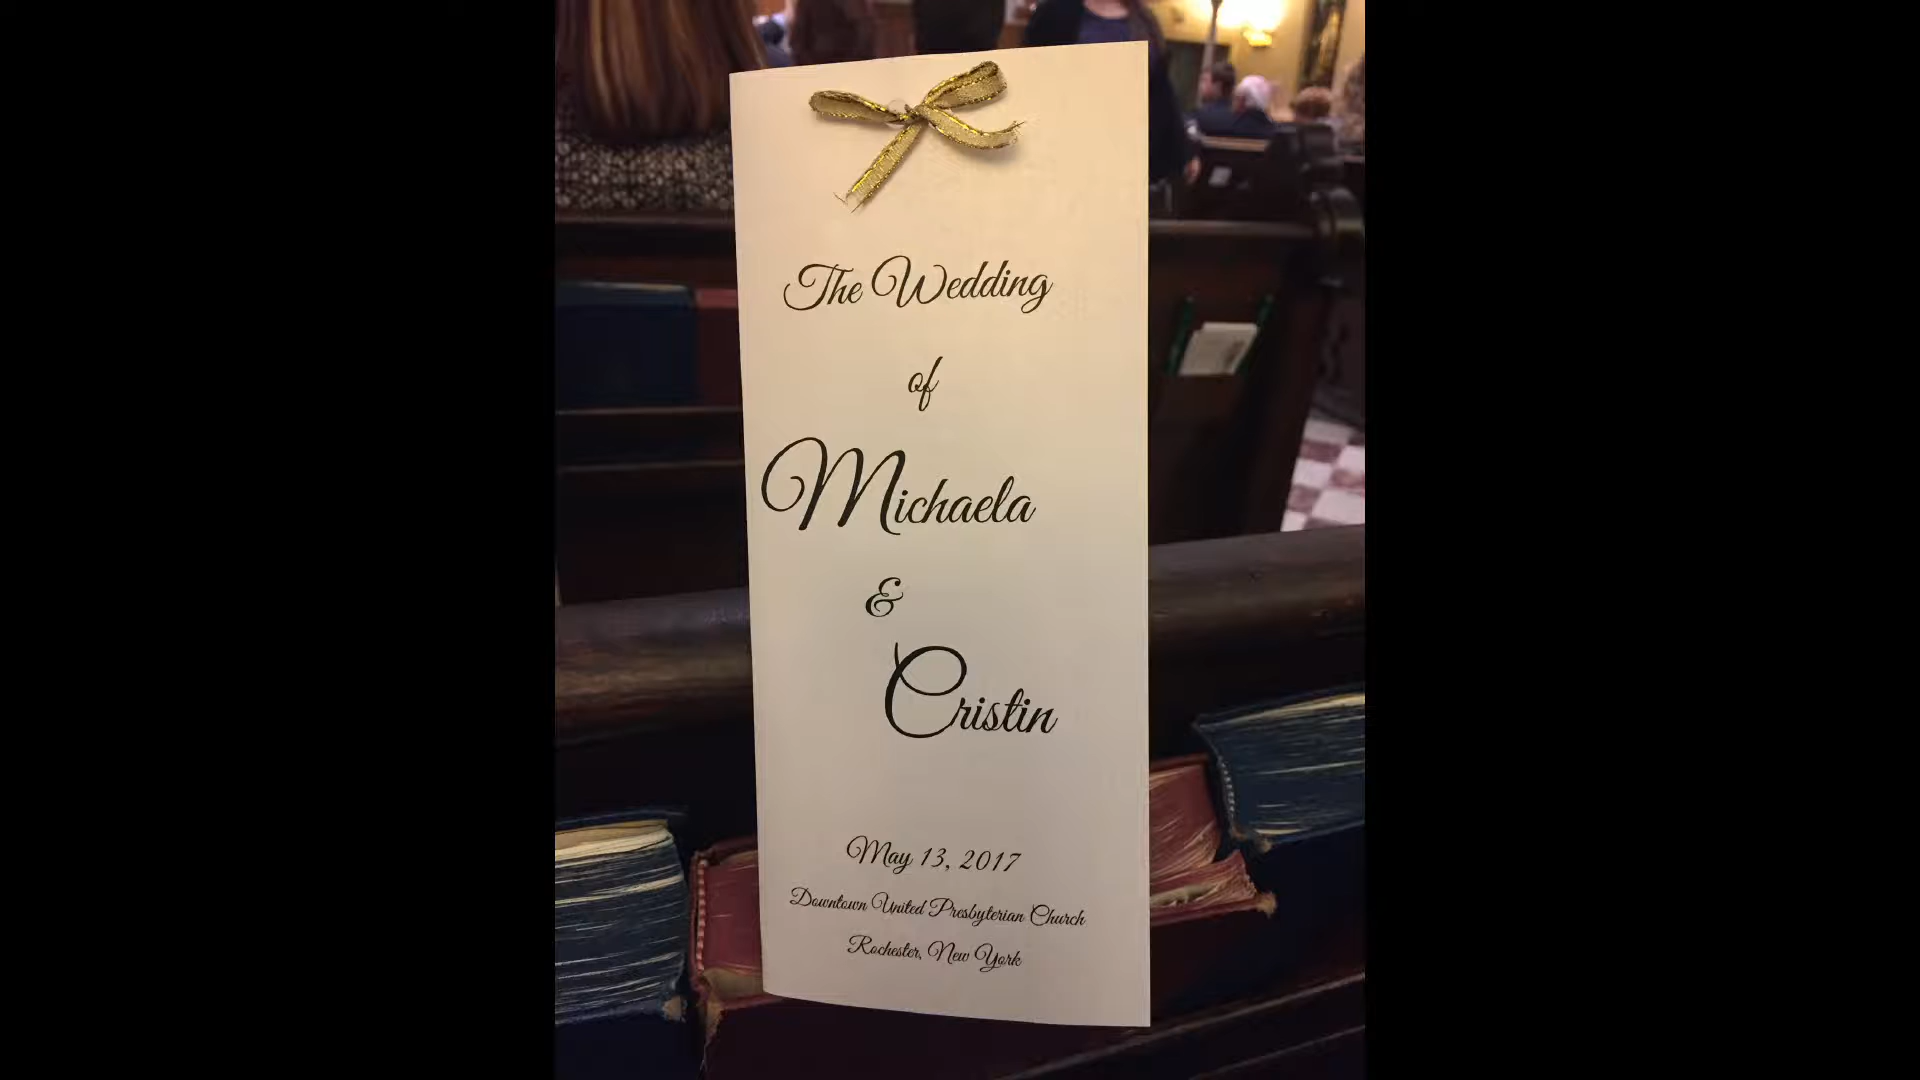 The Wedding
of
Michaela
&
Cristin
May 13, 2017
Downtown United Presbyterian Church
Rochester, New York